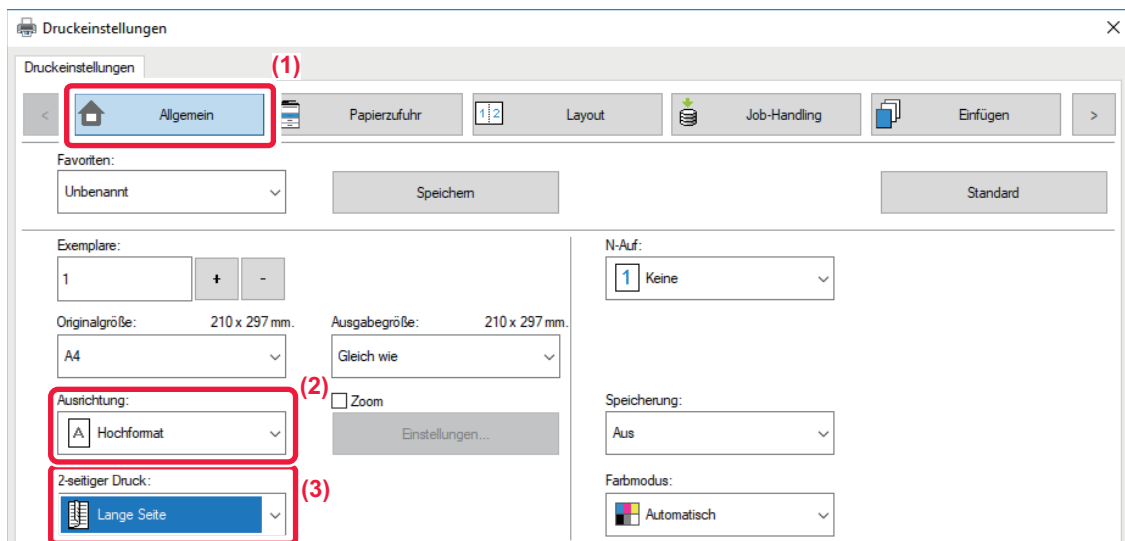 Druckeinstellungen
Druckeinstellungen
(1)
<
Allgemein
Papierzufuhr
1 2
Layout
Job-Handling
Einfügen
>
Favoriten:
Unbenannt
Speichern
Standard
Exemplare:
1
+
-
N-Auf:
1 Keine
Originalgröße: 210 x 297 mm.
A4
Ausgabegröße: 210 x 297 mm.
Gleich wie
(2)
Ausrichtung:
A Hochformat
Zoom
Einstellungen...
Speicherung:
Aus
2-seitiger Druck:
Lange Seite
(3)
Farbmodus:
Automatisch